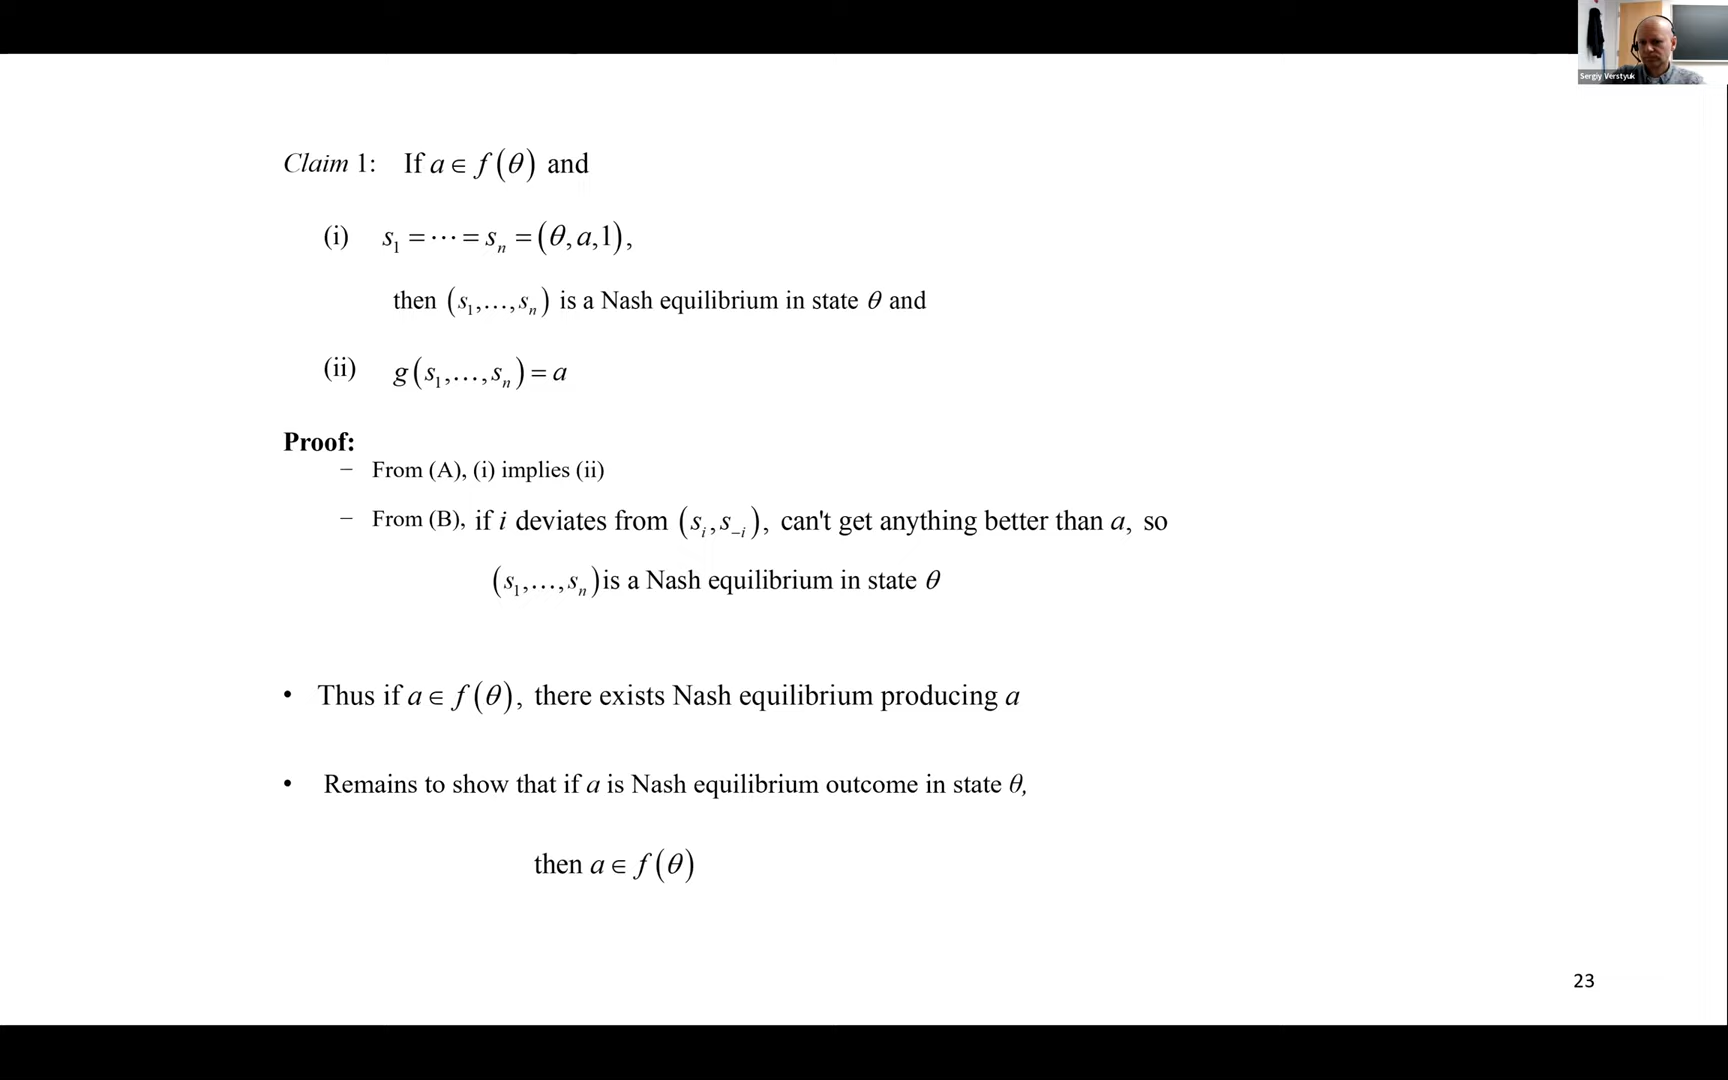 Sergiy Verstyuk
Claim 1: If a ∈ f(θ) and
(i) s₁ = ⋯ = sₙ = (θ, a, 1),
then (s₁, …, sₙ) is a Nash equilibrium in state θ and
(ii) g(s₁, …, sₙ) = a
Proof:
– From (A), (i) implies (ii)
– From (B), if i deviates from (sᵢ, s₋ᵢ), can't get anything better than a, so
(s₁, …, sₙ) is a Nash equilibrium in state θ
• Thus if a ∈ f(θ), there exists Nash equilibrium producing a
• Remains to show that if a is Nash equilibrium outcome in state θ,
then a ∈ f(θ)
23